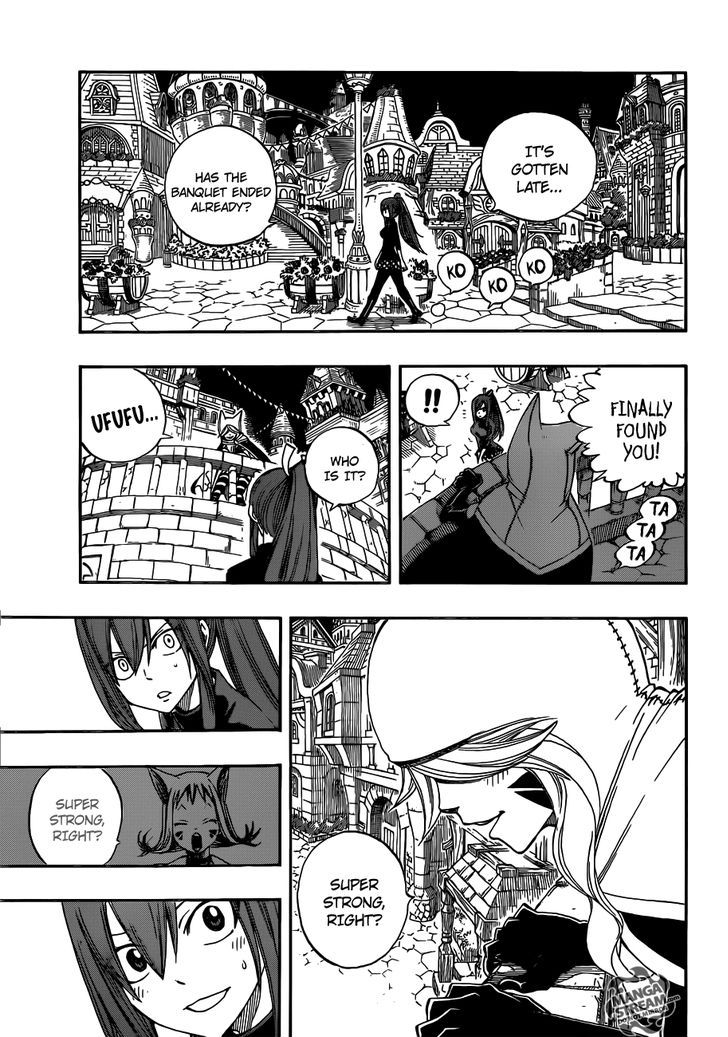 IT'S
GOTTEN
LATE...
HAS THE
BANQUET ENDED
ALREADY?
KO
KO
KO
FINALLY
FOUND
YOU!
!!
TA
TA
TA
UFUFU...
WHO
IS IT?
SUPER
STRONG,
RIGHT?
SUPER
STRONG,
RIGHT?
MANGA
STREAM